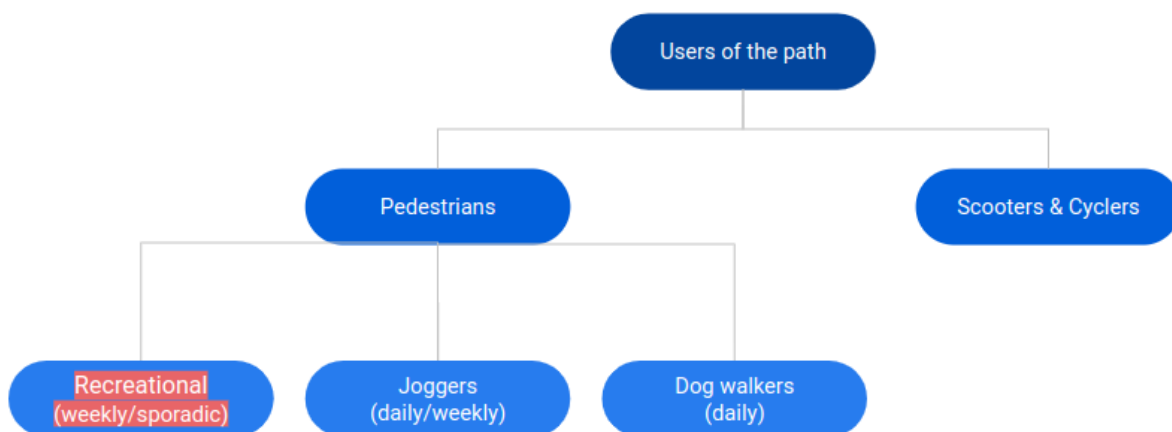 Users of the path
Pedestrians
Scooters & Cyclers
Recreational
(weekly/sporadic)
Joggers
(daily/weekly)
Dog walkers
(daily)